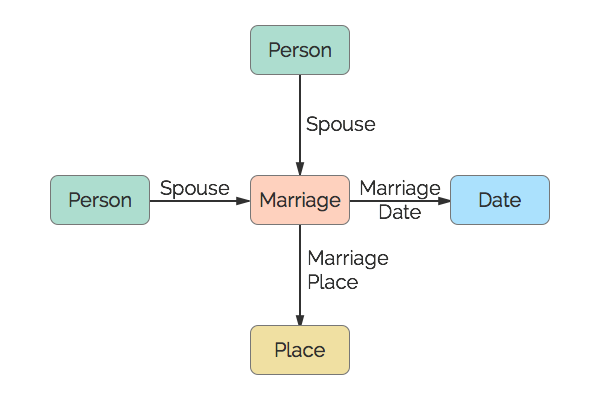 Person
Spouse
Person
Spouse
Marriage
Marriage
Date
Date
Marriage
Place
Place